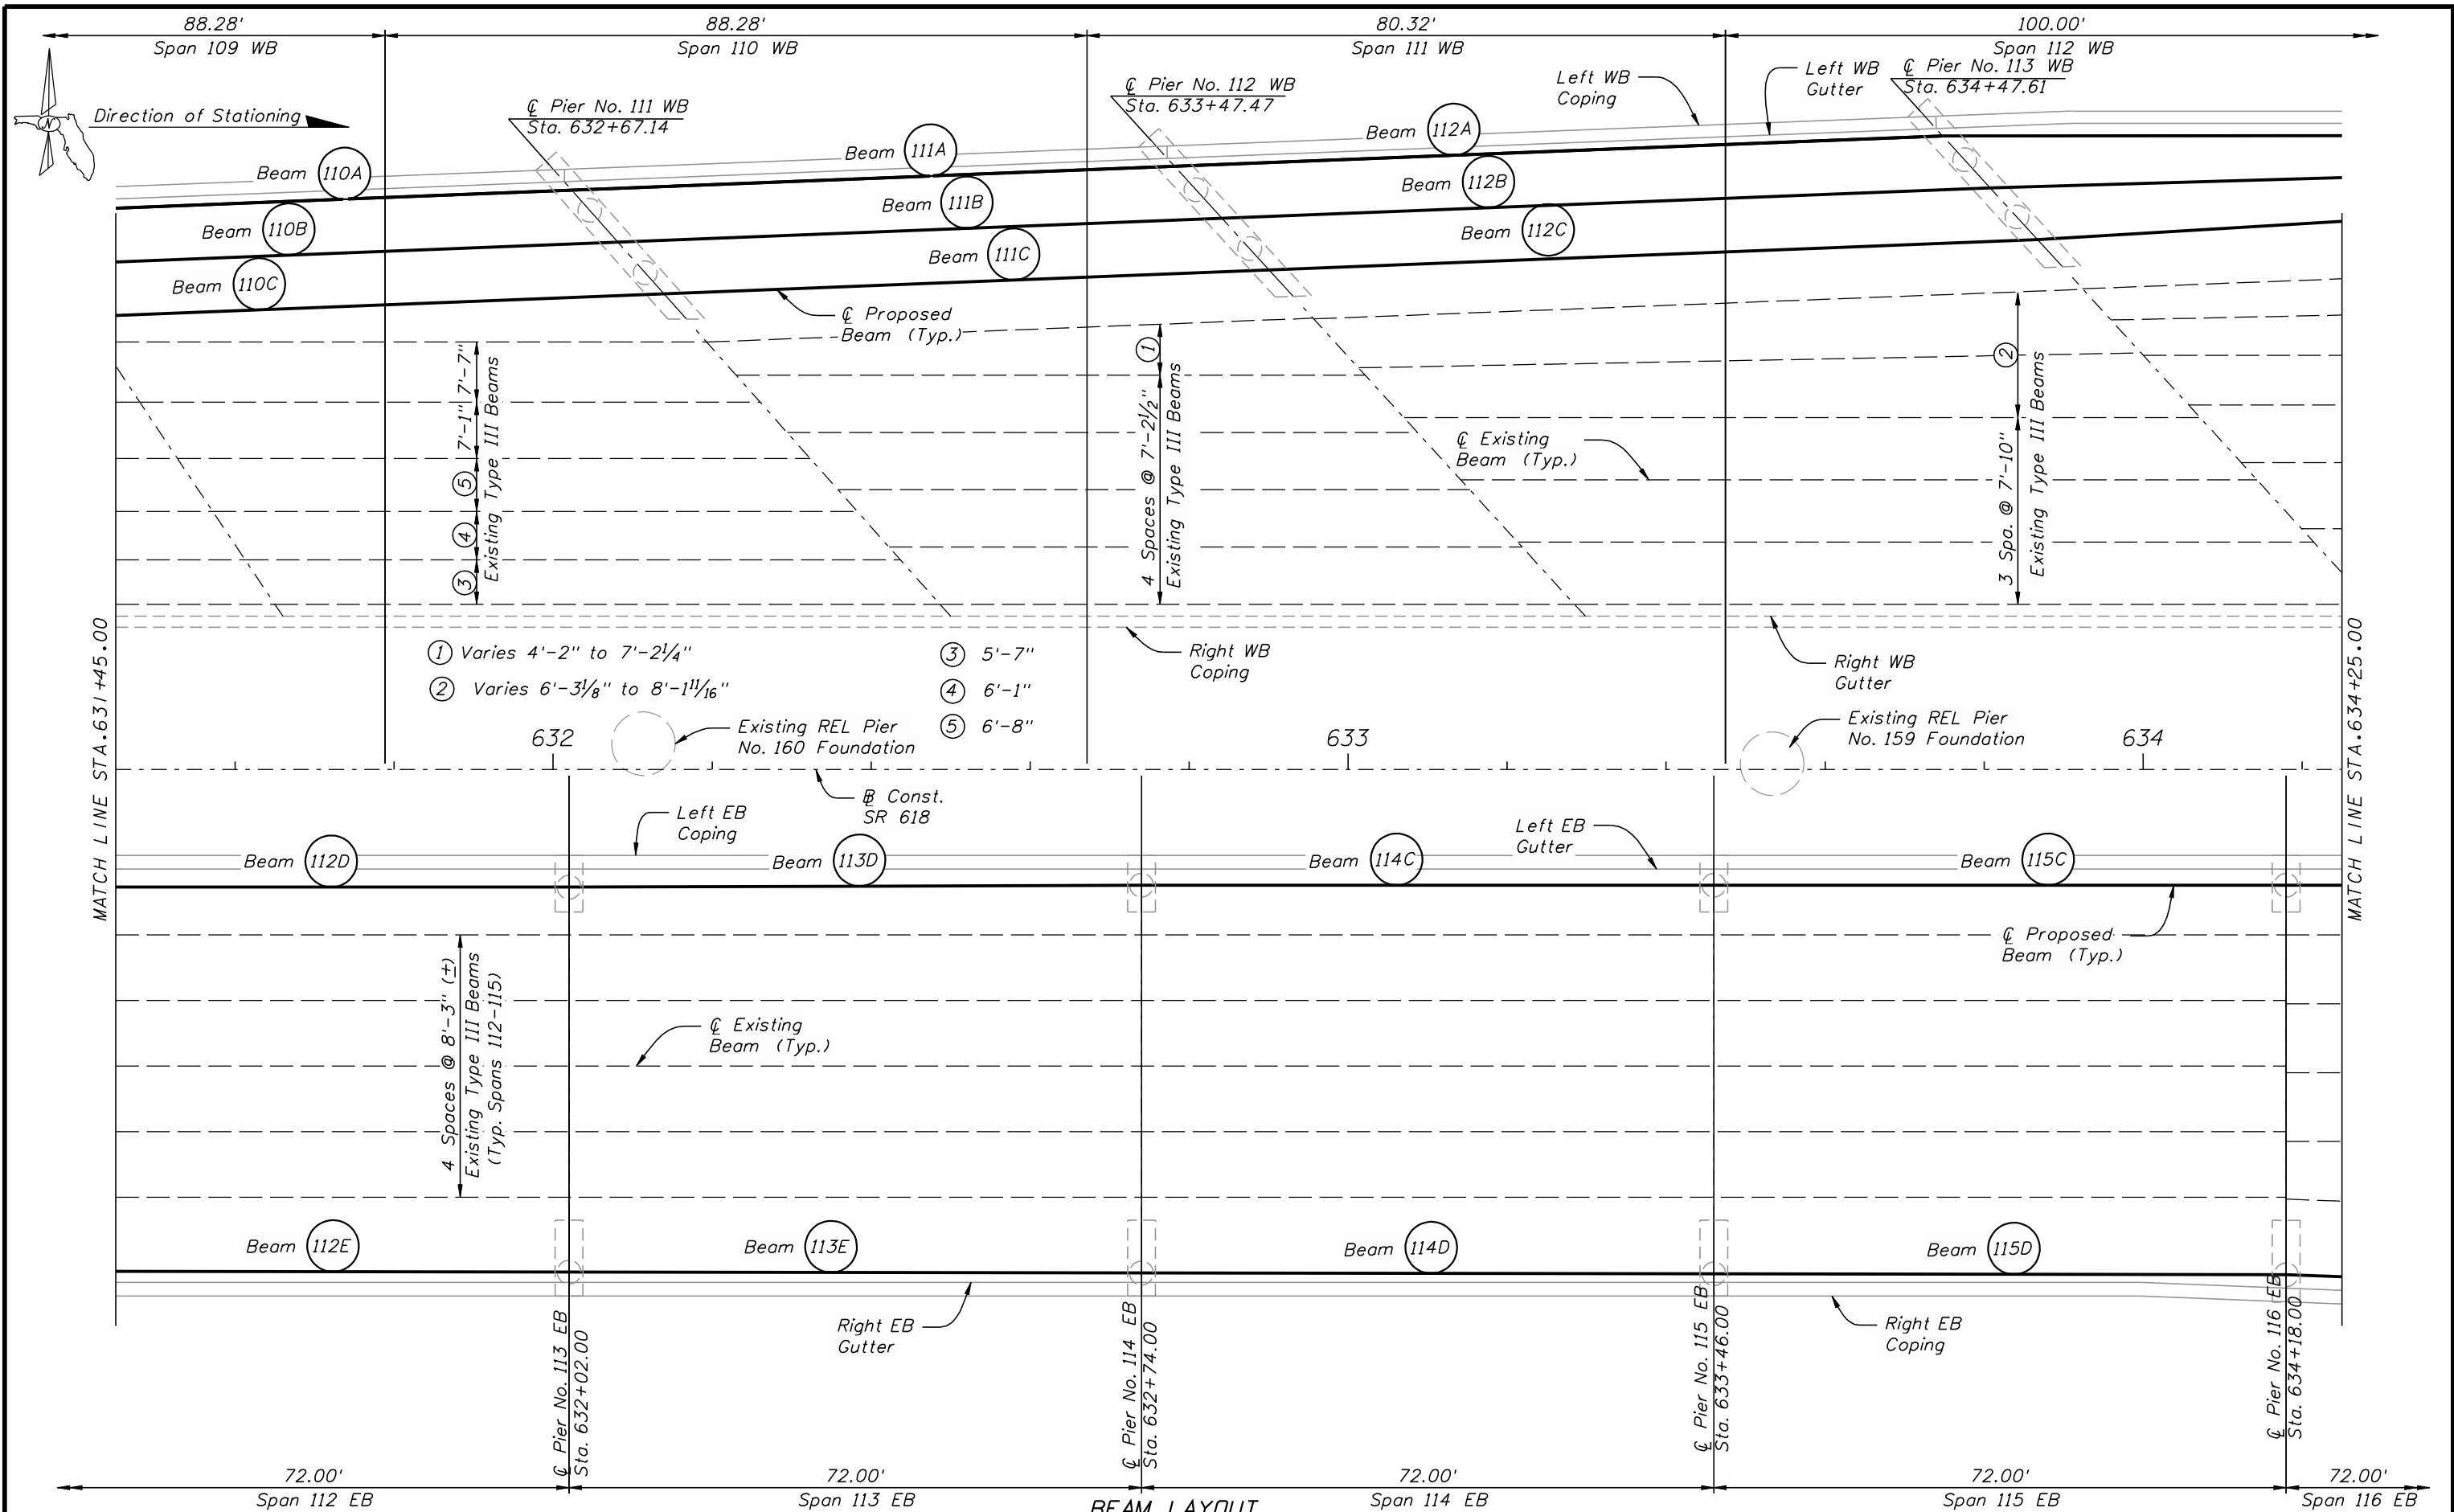 88.28'
Span 109 WB
88.28'
Span 110 WB
80.32'
Span 111 WB
100.00'
Span 112 WB
N
Direction of Stationing
℄ Pier No. 111 WB
Sta. 632+67.14
℄ Pier No. 112 WB
Sta. 633+47.47
Left WB
Coping
Left WB
Gutter
℄ Pier No. 113 WB
Sta. 634+47.61
Beam 110A
Beam 111A
Beam 112A
Beam 110B
Beam 111B
Beam 112B
Beam 110C
Beam 111C
Beam 112C
℄ Proposed
Beam (Typ.)
7'-7"
7'-1"
5
4
3
Existing Type III Beams
1
4 Spaces @ 7'-2½"
Existing Type III Beams
℄ Existing
Beam (Typ.)
2
3 Spa. @ 7'-10"
Existing Type III Beams
1 Varies 4'-2" to 7'-2¼"
2 Varies 6'-3⅛" to 8'-1 11/16"
3 5'-7"
4 6'-1"
5 6'-8"
Right WB
Coping
Right WB
Gutter
MATCH LINE STA. 631+45.00
MATCH LINE STA. 634+25.00
Existing REL Pier
No. 160 Foundation
Existing REL Pier
No. 159 Foundation
632
633
634
B̵L Const.
SR 618
Left EB
Coping
Left EB
Gutter
Beam 112D
Beam 113D
Beam 114C
Beam 115C
℄ Proposed
Beam (Typ.)
4 Spaces @ 8'-3" (±)
Existing Type III Beams
(Typ. Spans 112-115)
℄ Existing
Beam (Typ.)
Beam 112E
Beam 113E
Beam 114D
Beam 115D
Right EB
Gutter
Right EB
Coping
℄ Pier No. 113 EB
Sta. 632+02.00
℄ Pier No. 114 EB
Sta. 632+74.00
℄ Pier No. 115 EB
Sta. 633+46.00
℄ Pier No. 116 EB
Sta. 634+18.00
72.00'
Span 112 EB
72.00'
Span 113 EB
72.00'
Span 114 EB
72.00'
Span 115 EB
72.00'
Span 116 EB
BEAM LAYOUT